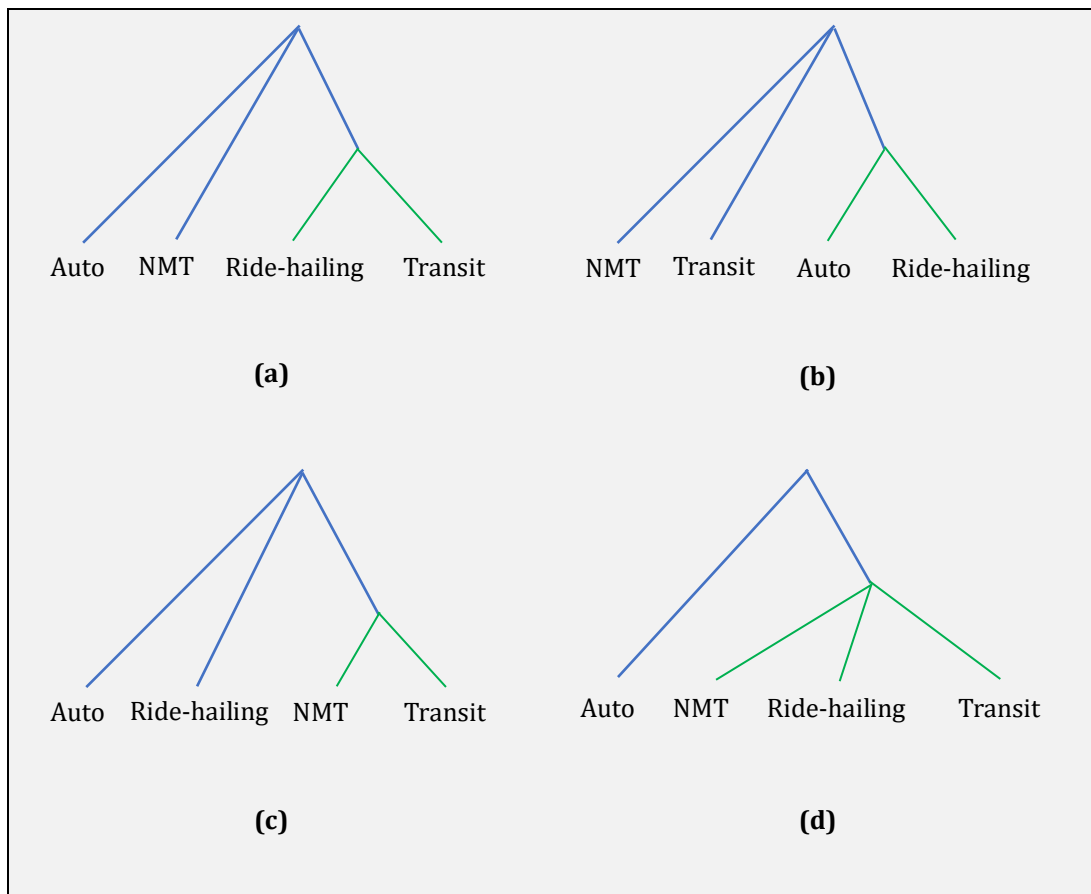 Auto NMT Ride-hailing Transit
(a)
NMT Transit Auto Ride-hailing
(b)
Auto Ride-hailing NMT Transit
(c)
Auto NMT Ride-hailing Transit
(d)